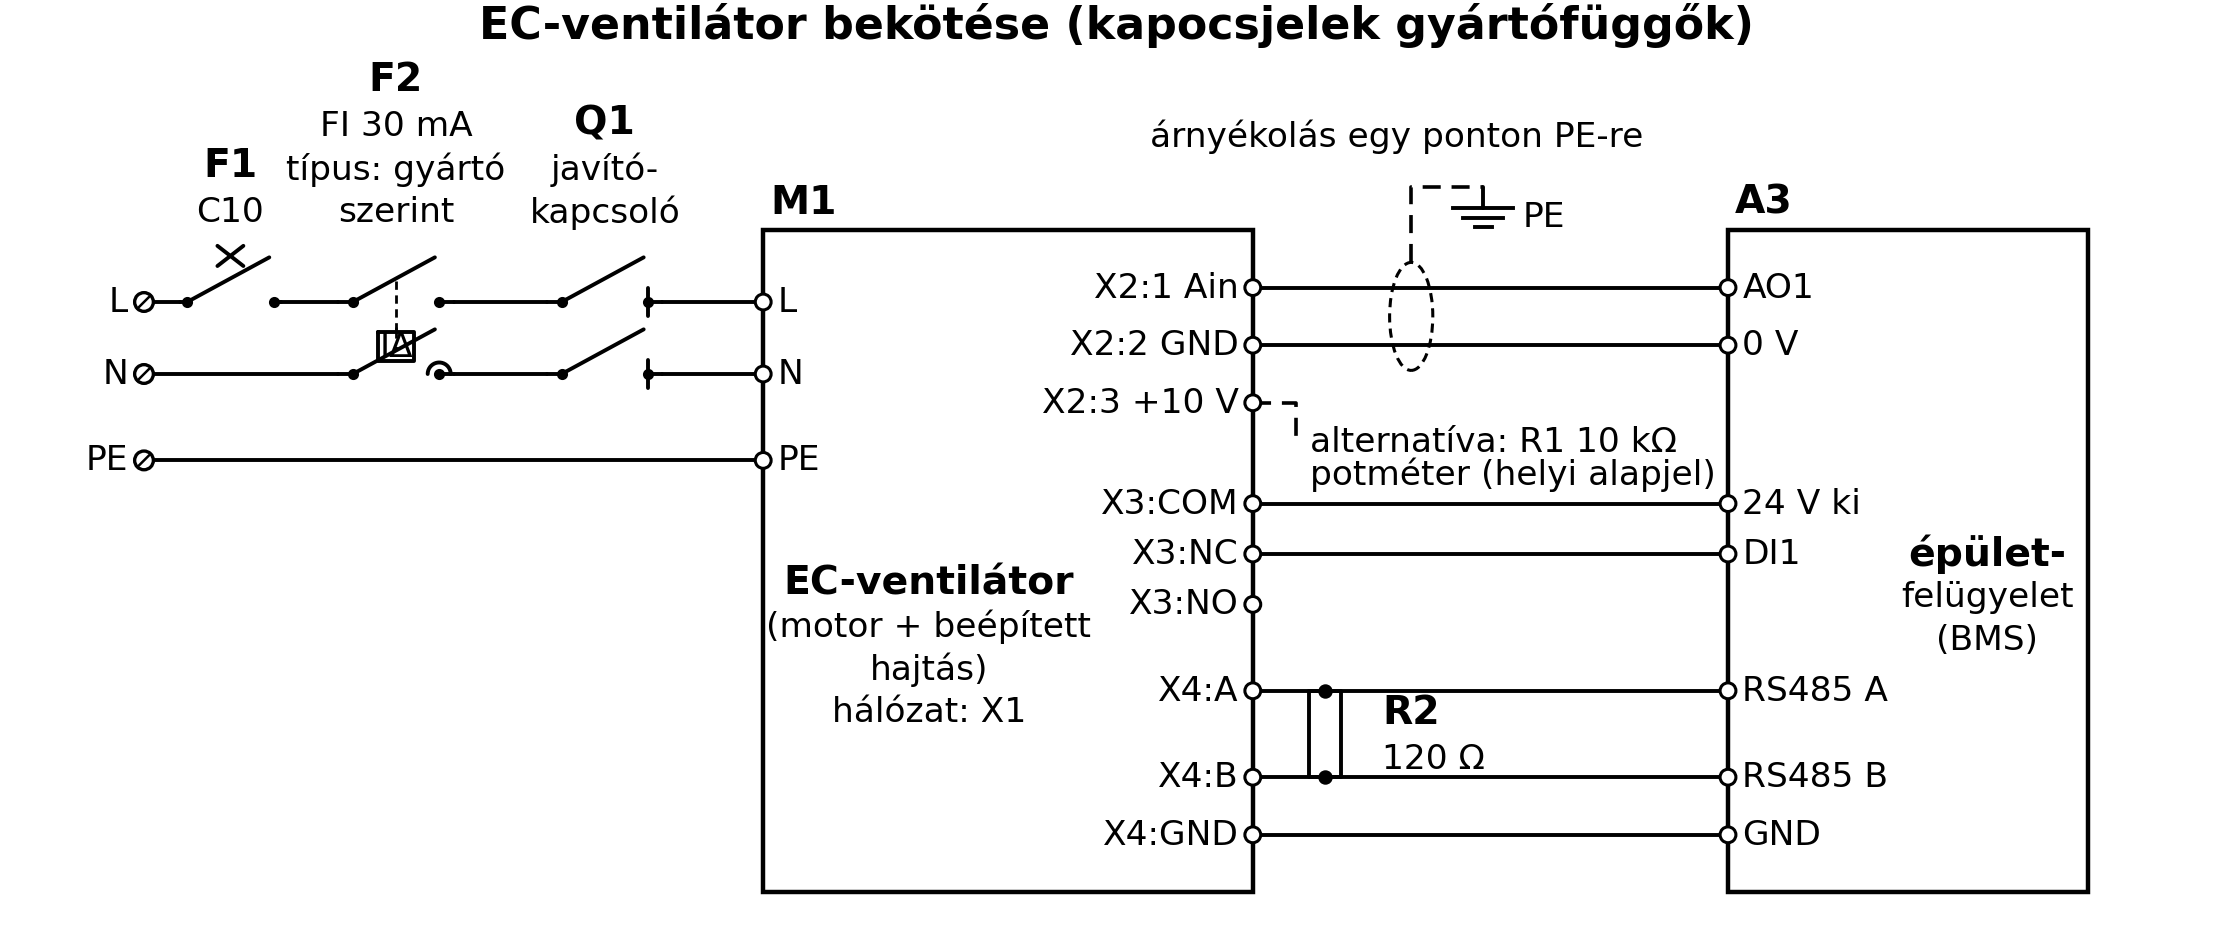 EC-ventilátor bekötése (kapocsjelek gyártófüggők)
F2
FI 30 mA
típus: gyártó
szerint
F1
C10
Q1
javító-
kapcsoló
árnyékolás egy ponton PE-re
PE
M1
A3
L
N
PE
IΔ
L
N
PE
EC-ventilátor
(motor + beépített
hajtás)
hálózat: X1
X2:1 Ain
X2:2 GND
X2:3 +10 V
X3:COM
X3:NC
X3:NO
X4:A
X4:B
X4:GND
alternatíva: R1 10 kΩ
potméter (helyi alapjel)
R2
120 Ω
AO1
0 V
24 V ki
DI1
RS485 A
RS485 B
GND
épület-
felügyelet
(BMS)